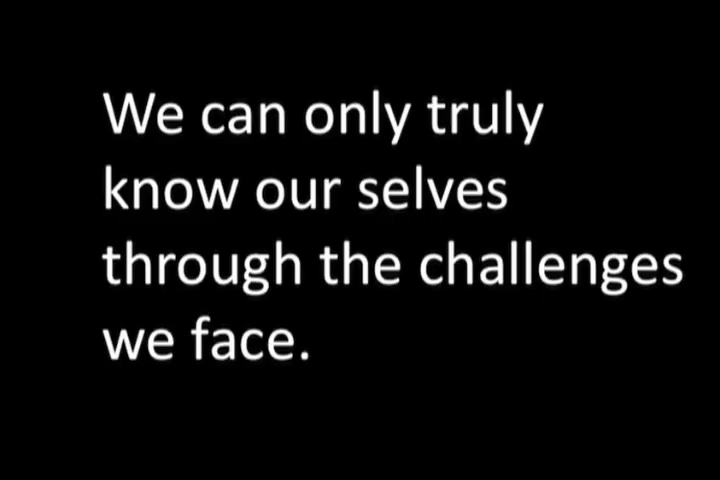 We can only truly
know our selves
through the challenges
we face.